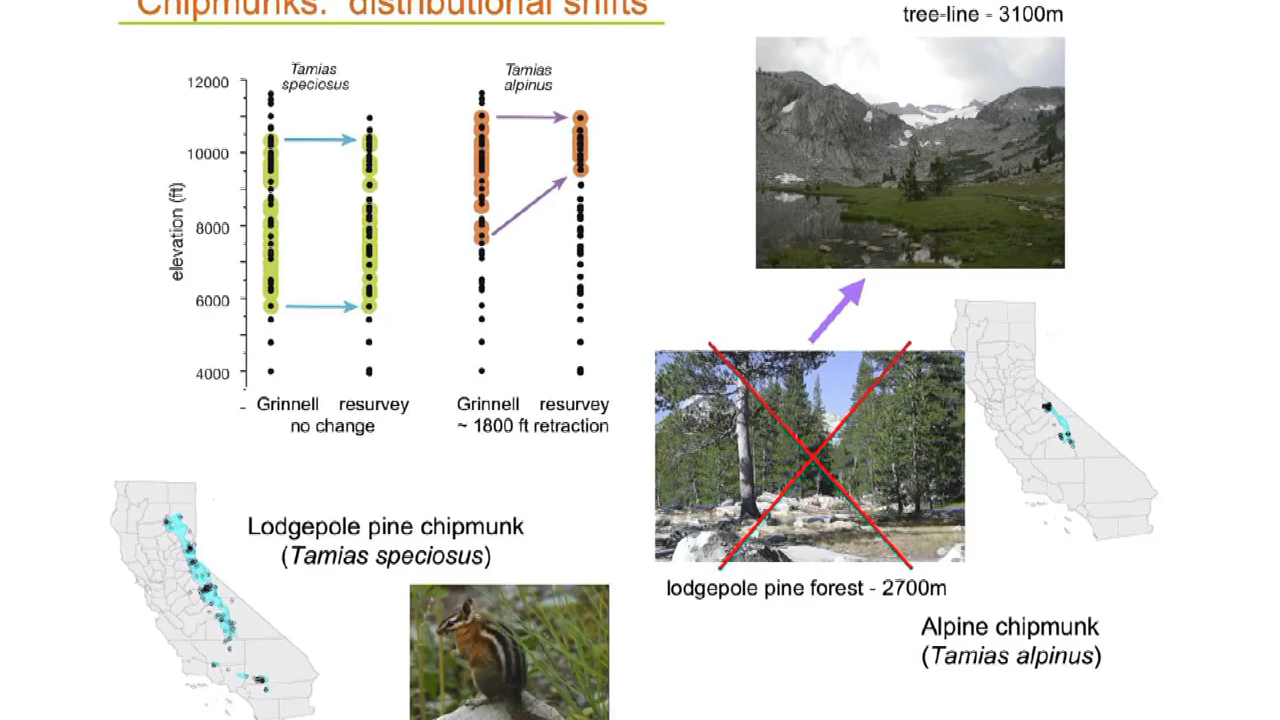 Chipmunks: distributional shifts
tree-line - 3100m
Tamias
speciosus
Tamias
alpinus
12000
10000
8000
6000
4000
elevation (ft)
Grinnell resurvey
no change
Grinnell resurvey
~ 1800 ft retraction
lodgepole pine forest - 2700m
Lodgepole pine chipmunk
(Tamias speciosus)
Alpine chipmunk
(Tamias alpinus)